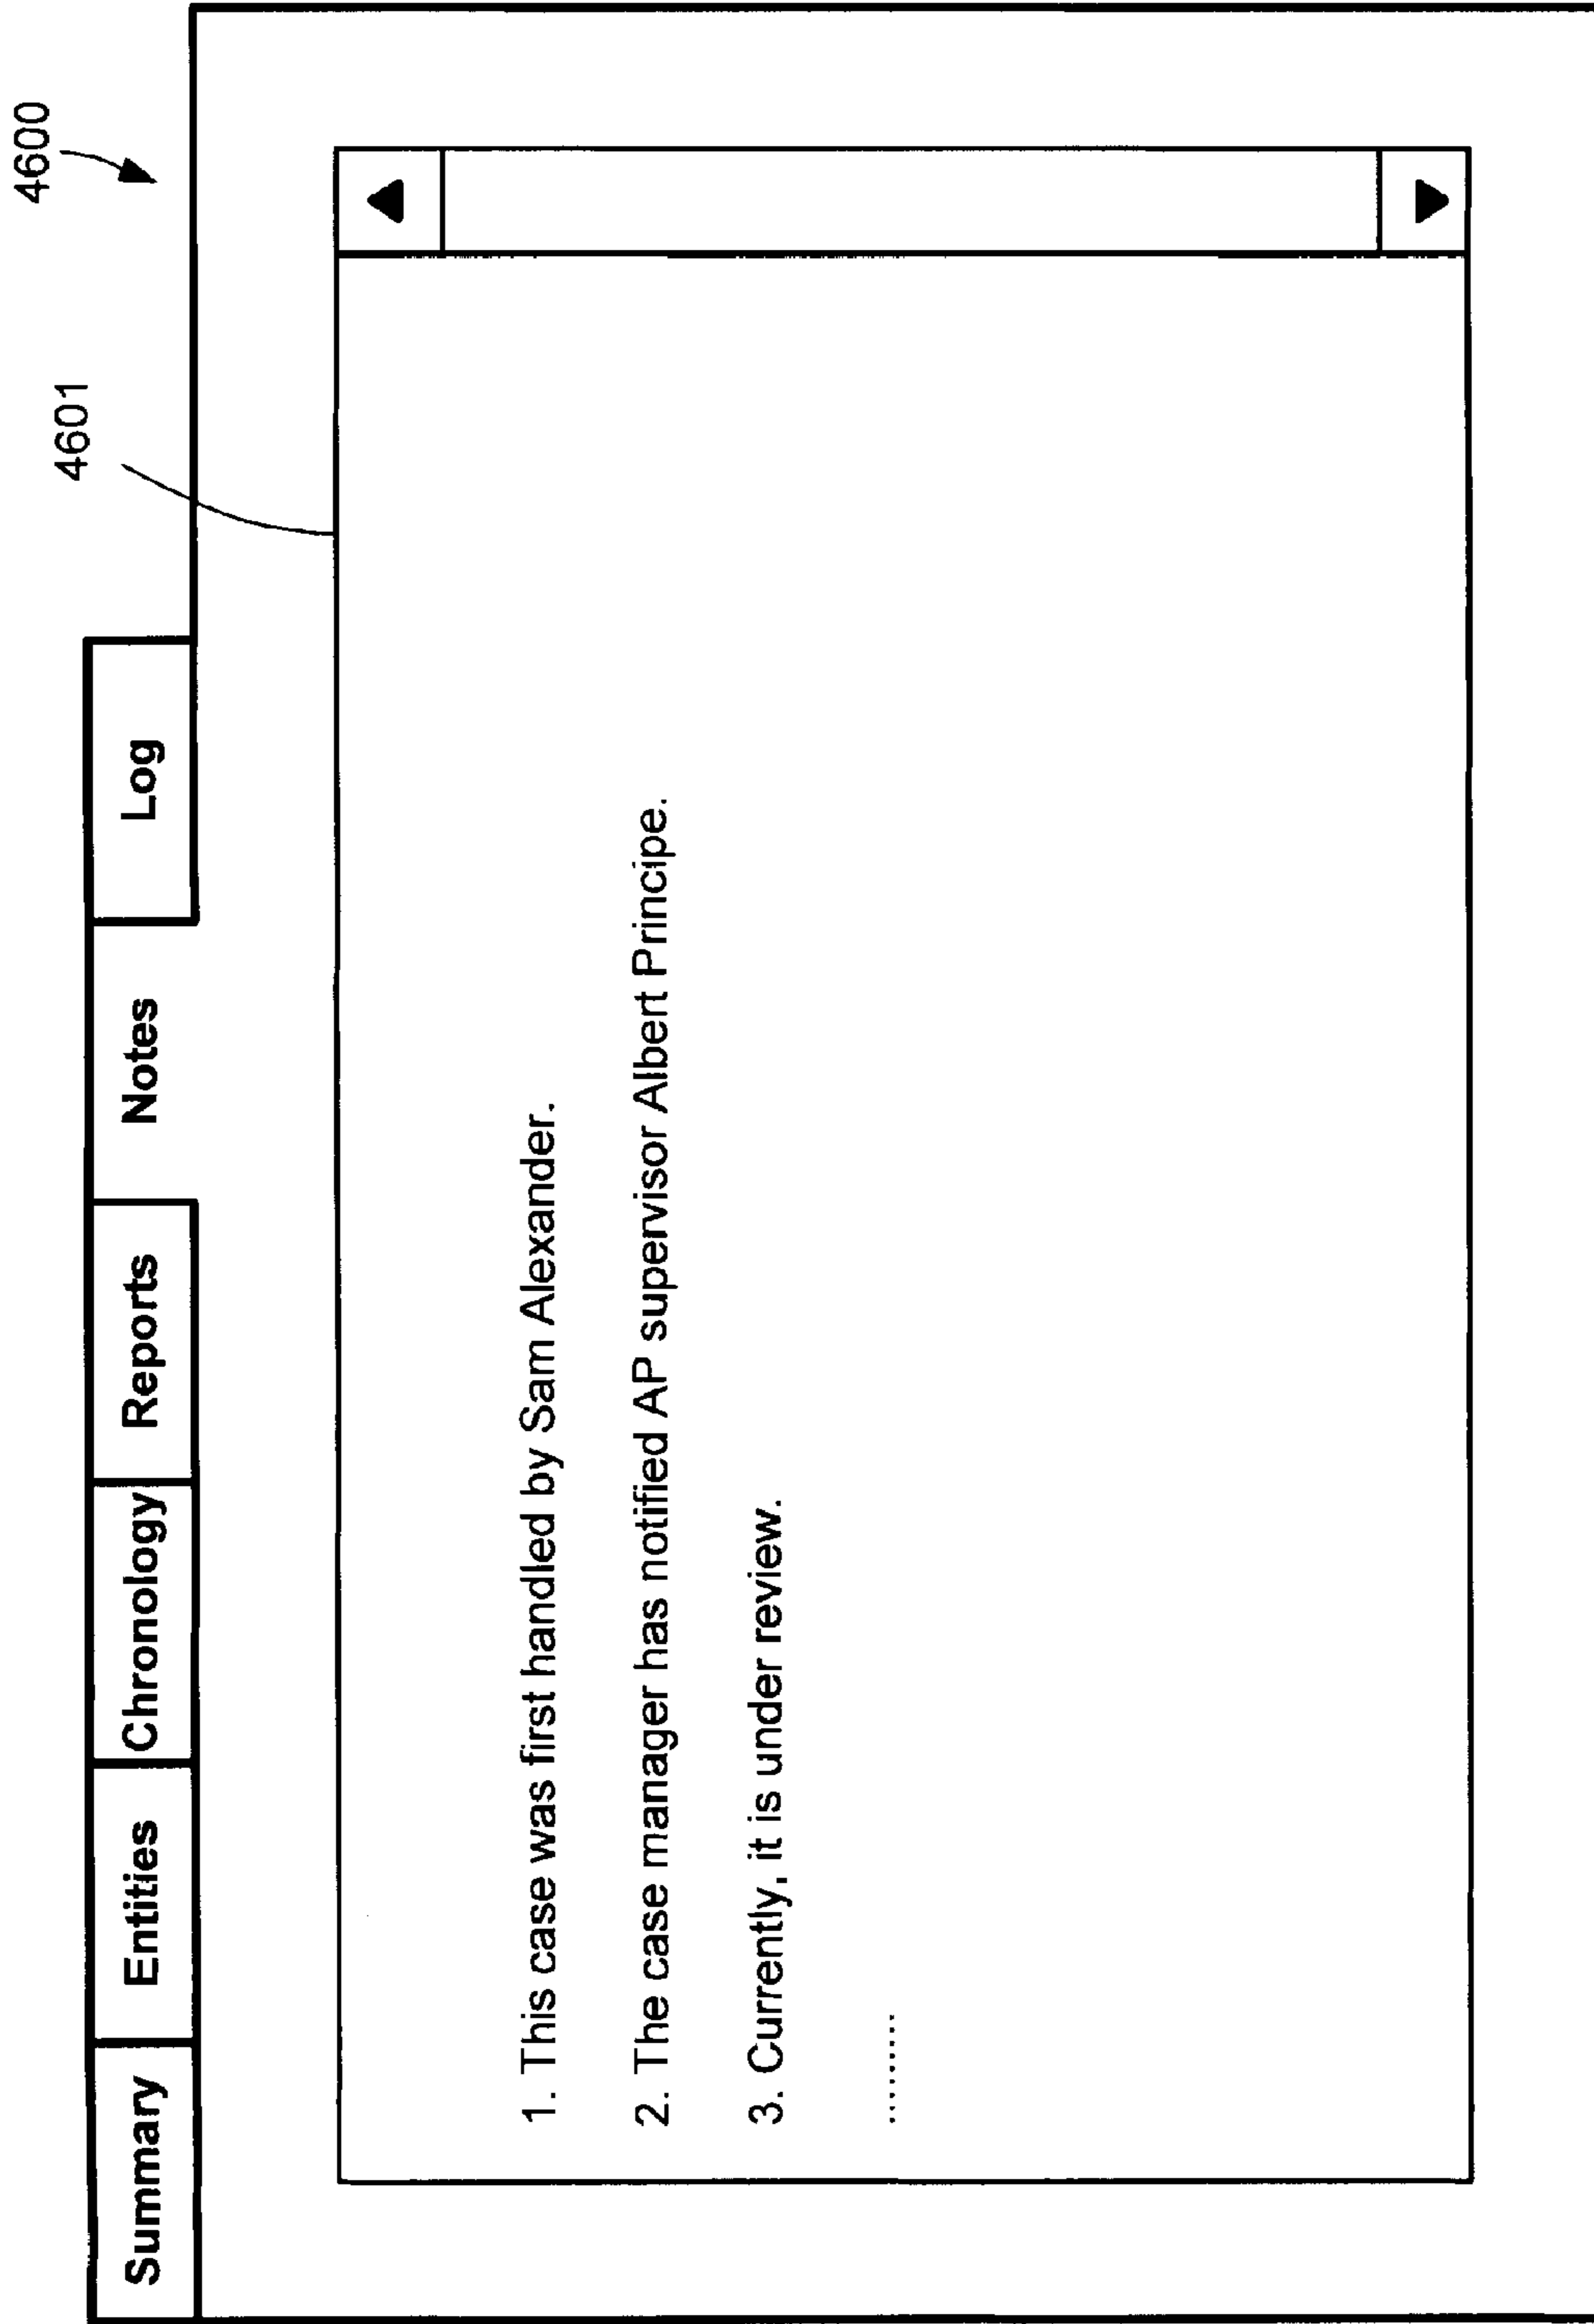 4600
4601
Summary Entities Chronology Reports Notes Log
1. This case was first handled by Sam Alexander.
2. The case manager has notified AP supervisor Albert Principe.
3. Currently, it is under review.
.........